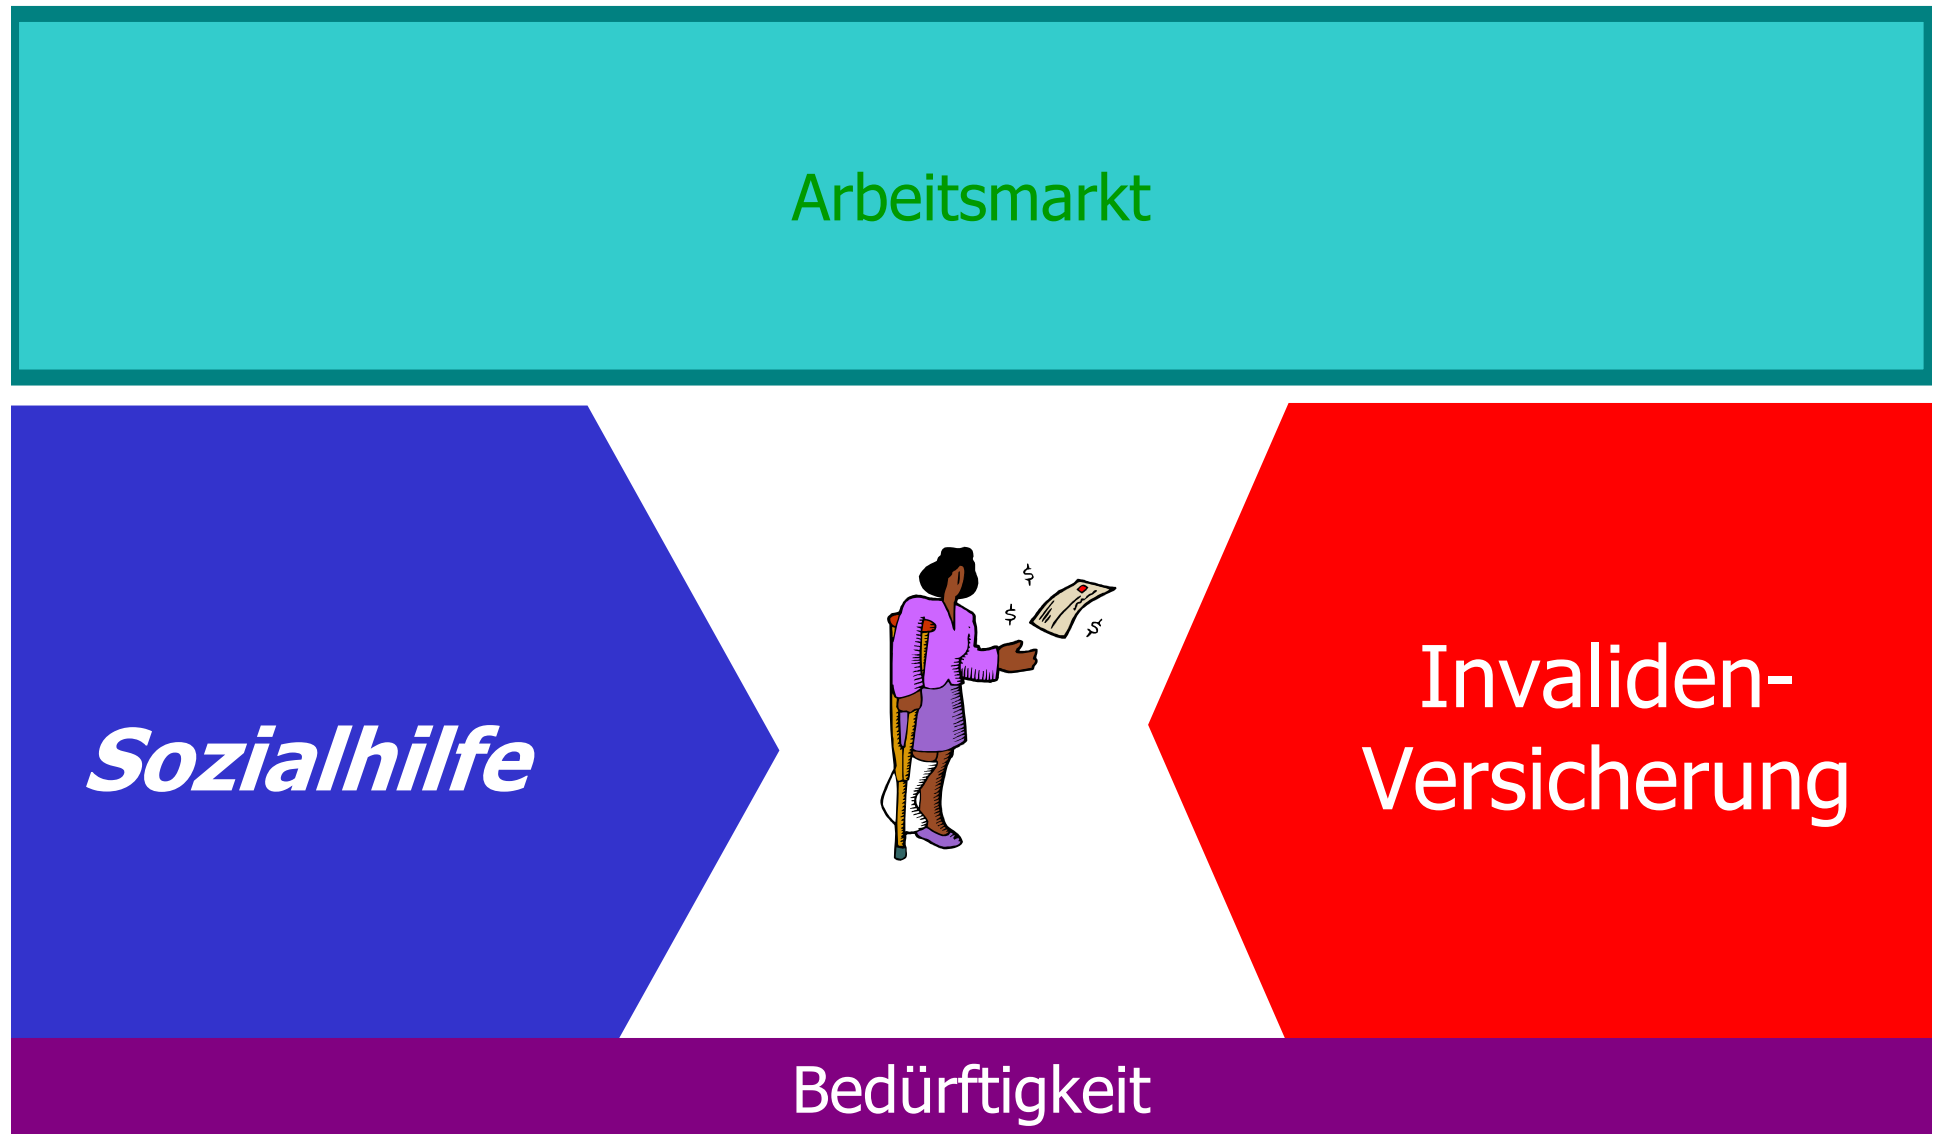 Arbeitsmarkt
$
$
$
Sozialhilfe
Invaliden-
Versicherung
Bedürftigkeit